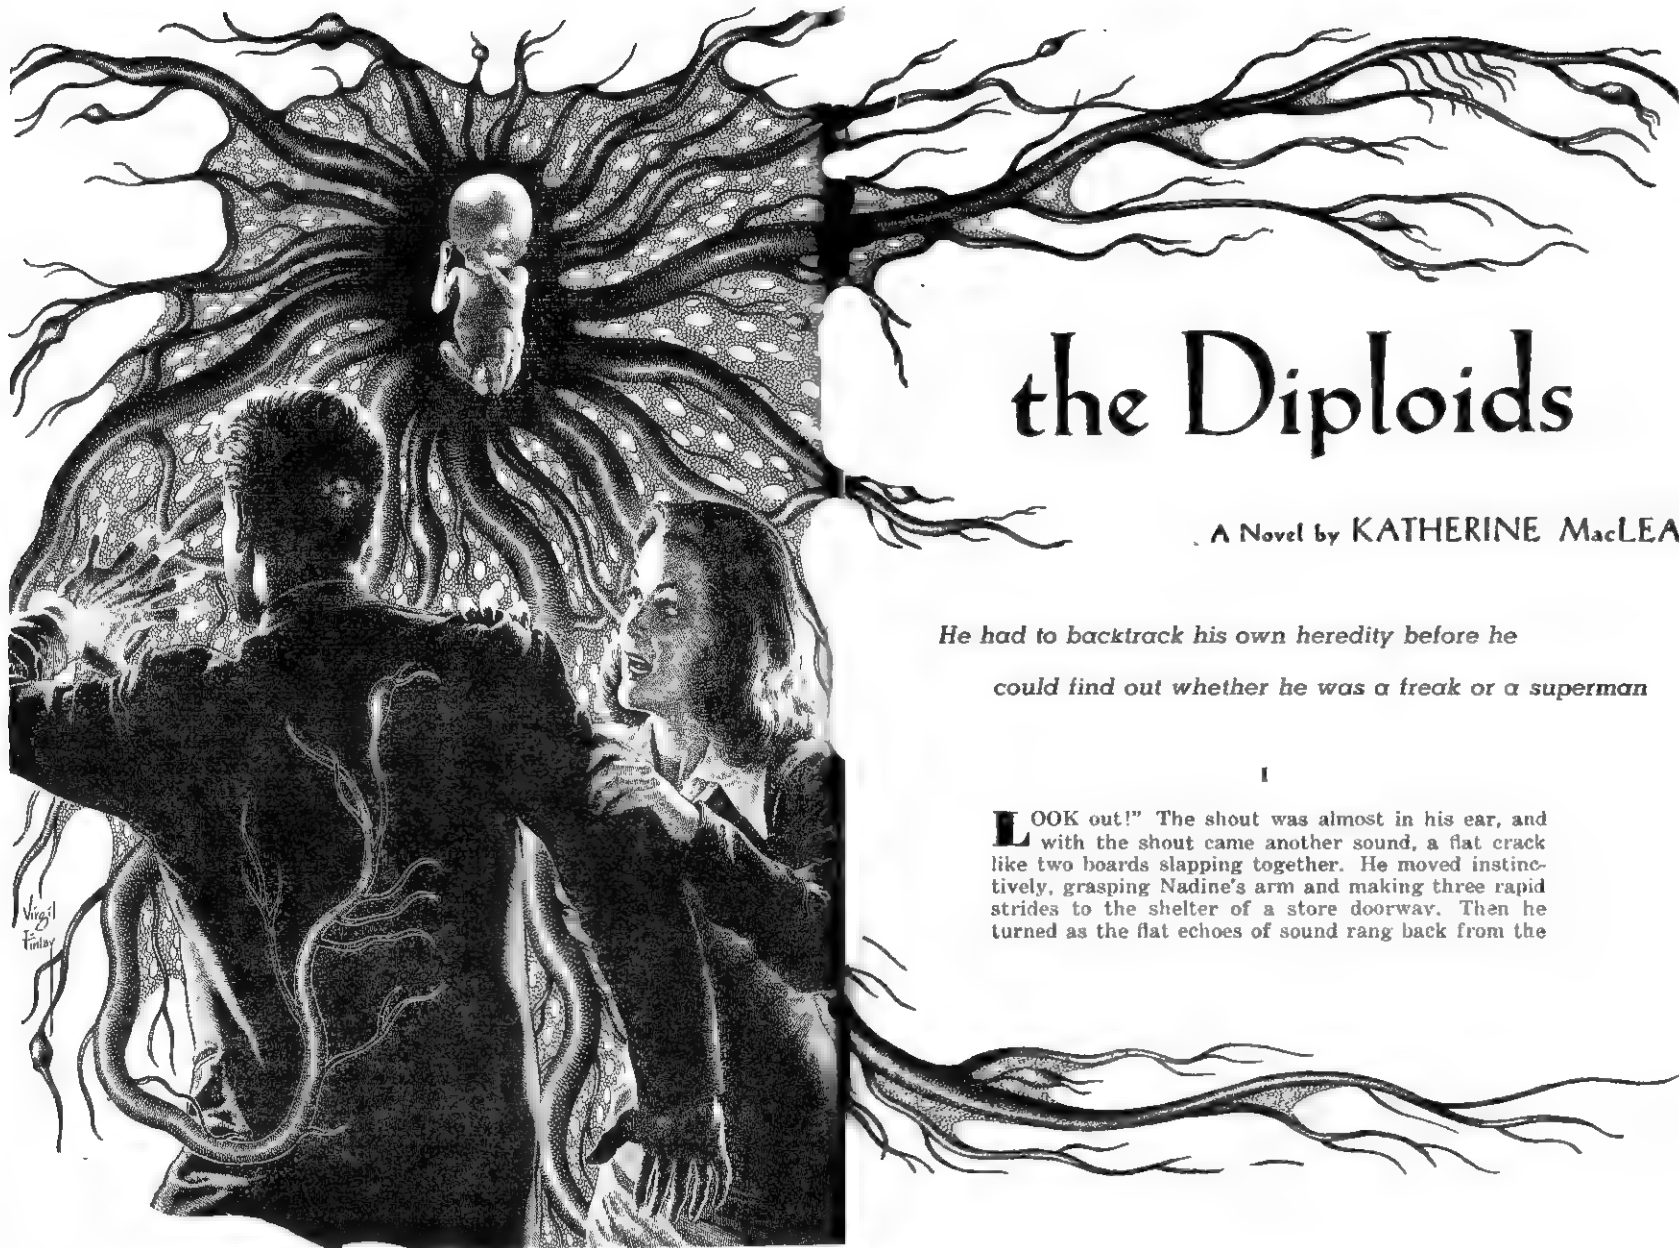 the Diploids
A Novel by KATHERINE MacLEA
He had to backtrack his own heredity before he
could find out whether he was a freak or a superman
I
LOOK out!” The shout was almost in his ear, and
with the shout came another sound, a flat crack
like two boards slapping together. He moved instinc-
tively, grasping Nadine's arm and making three rapid
strides to the shelter of a store doorway. Then he
turned as the flat echoes of sound rang back from the
Virgil
Finlay